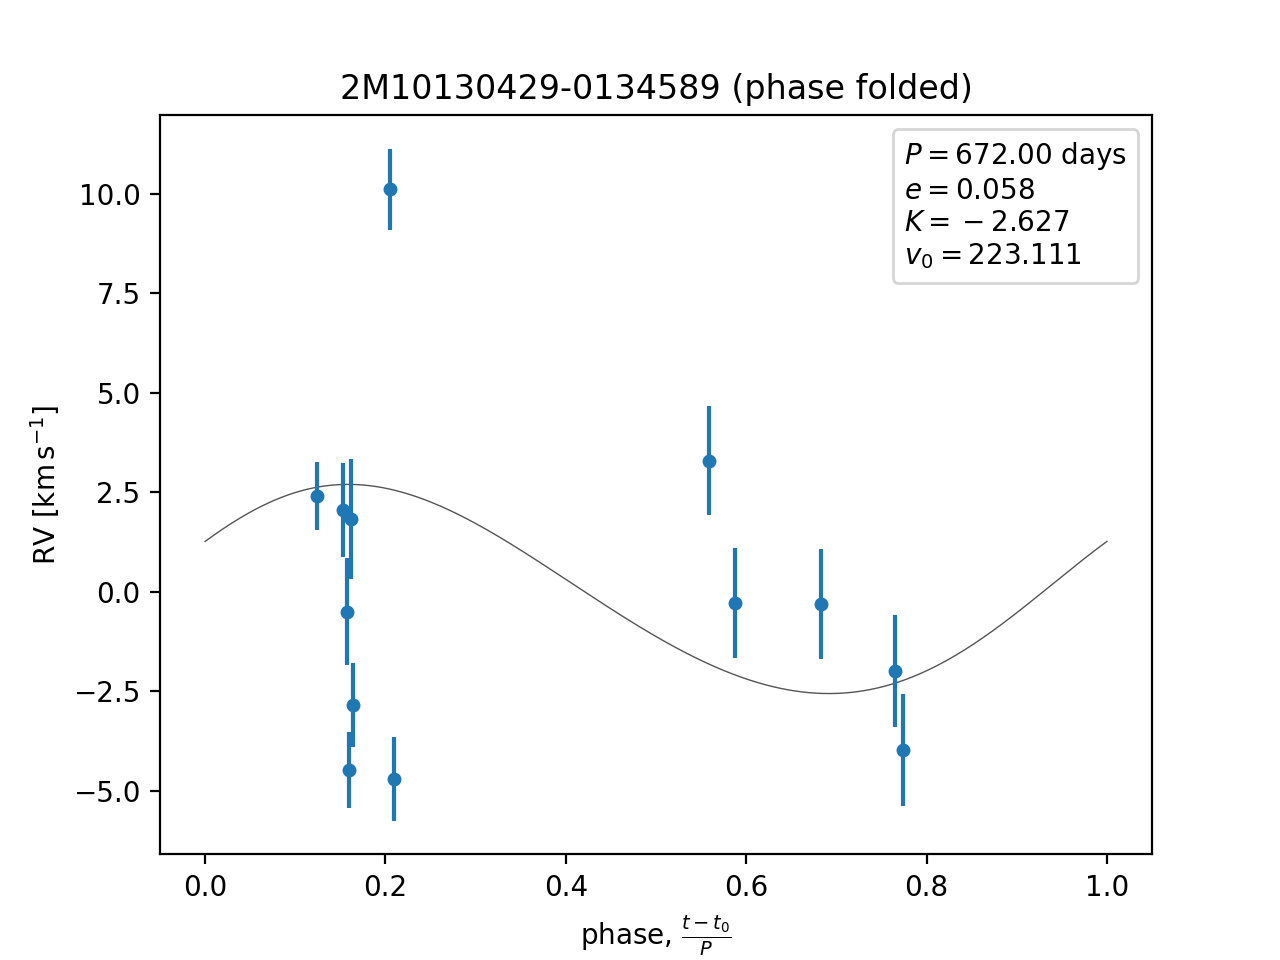 2M10130429-0134589 (phase folded)
P = 672.00 days
e = 0.058
K = −2.627
v₀ = 223.111
10.0
7.5
5.0
2.5
0.0
−2.5
−5.0
RV [km s⁻¹]
0.0 0.2 0.4 0.6 0.8 1.0
phase, (t − t₀)/P